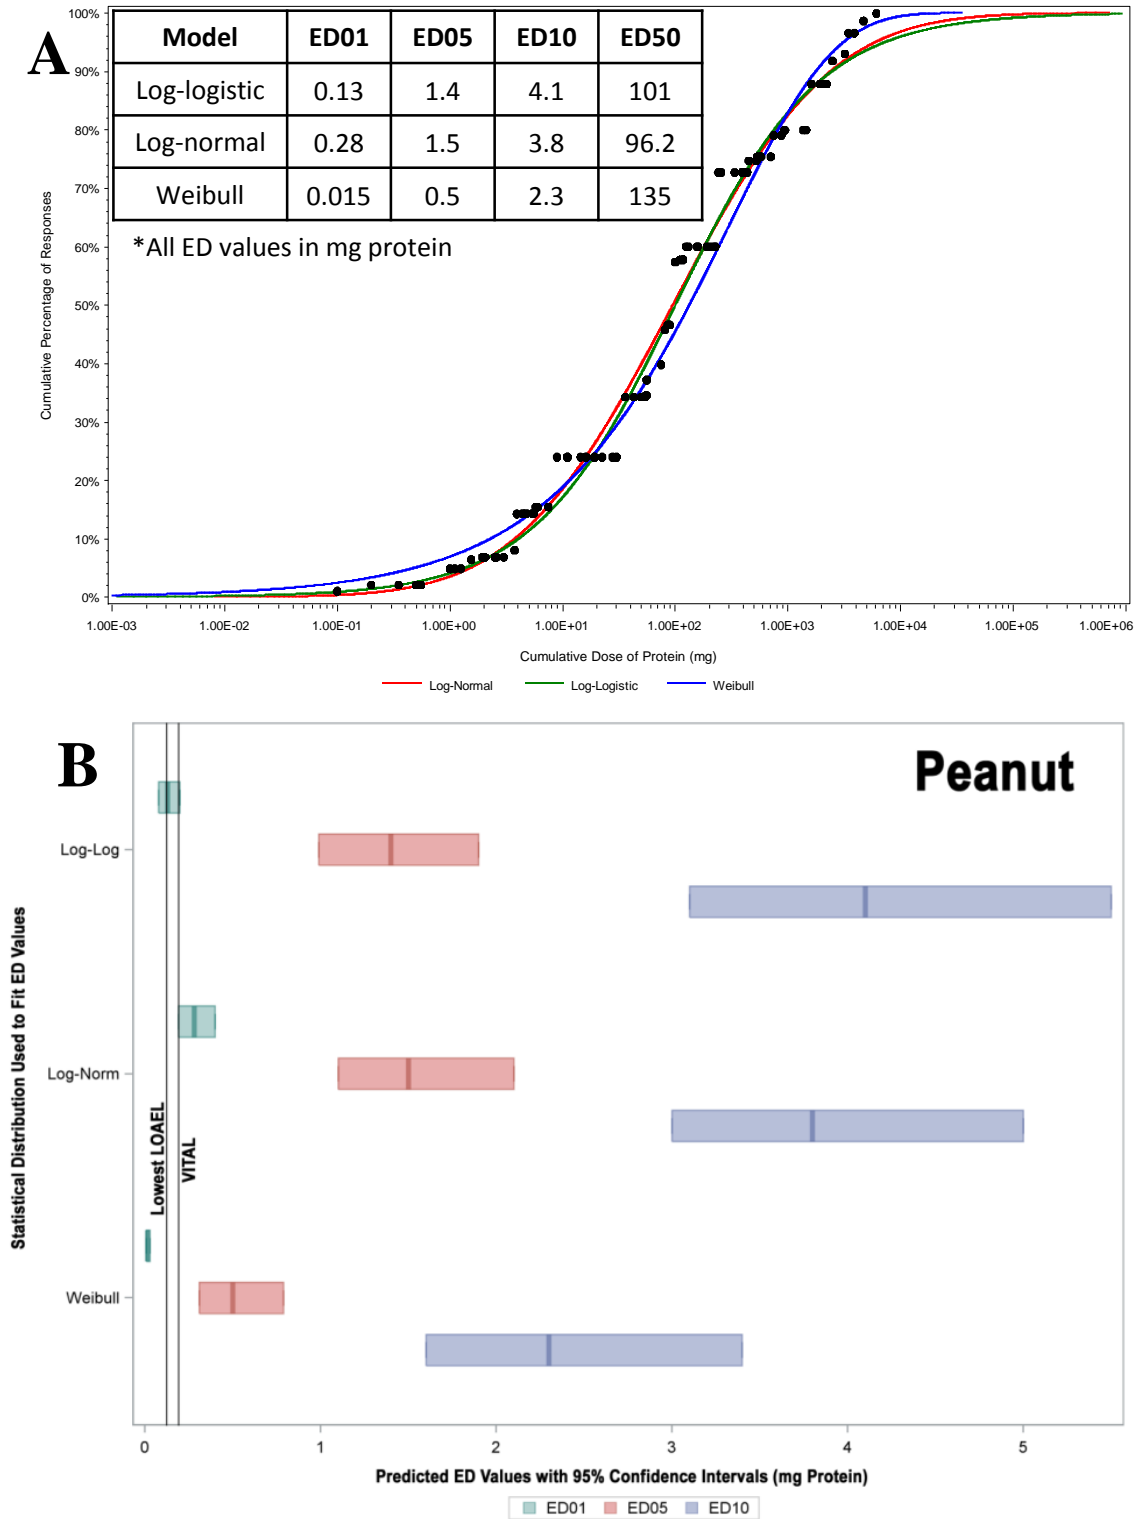 A
Model ED01 ED05 ED10 ED50
Log-logistic 0.13 1.4 4.1 101
Log-normal 0.28 1.5 3.8 96.2
Weibull 0.015 0.5 2.3 135
*All ED values in mg protein
Cumulative Percentage of Responses
100%
90%
80%
70%
60%
50%
40%
30%
20%
10%
0%
1.00E-03 1.00E-02 1.00E-01 1.00E+00 1.00E+01 1.00E+02 1.00E+03 1.00E+04 1.00E+05 1.00E+06
Cumulative Dose of Protein (mg)
Log-Normal Log-Logistic Weibull
B
Peanut
Statistical Distribution Used to Fit ED Values
Log-Log
Log-Norm
Weibull
Lowest LOAEL
VITAL
0 1 2 3 4 5
Predicted ED Values with 95% Confidence Intervals (mg Protein)
ED01 ED05 ED10